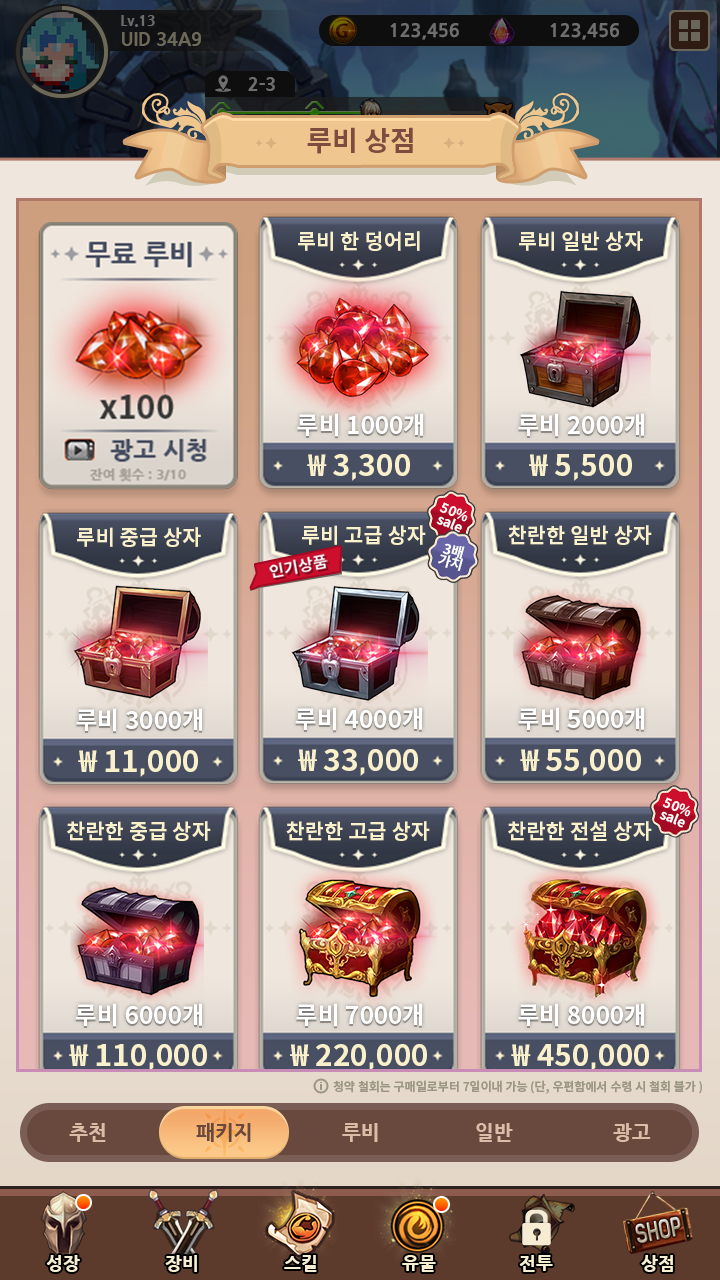 Lv.13
UID 34A9
123,456
123,456
2-3
루비 상점
무료 루비
x100
광고 시청
잔여 횟수 : 3/10
루비 한 덩어리
루비 1000개
₩ 3,300
루비 일반 상자
루비 2000개
₩ 5,500
루비 중급 상자
루비 3000개
₩ 11,000
루비 고급 상자
50%
sale
3배
가치
인기상품
루비 4000개
₩ 33,000
찬란한 일반 상자
루비 5000개
₩ 55,000
찬란한 중급 상자
루비 6000개
₩ 110,000
찬란한 고급 상자
루비 7000개
₩ 220,000
찬란한 전설 상자
50%
sale
루비 8000개
₩ 450,000
청약 철회는 구매일로부터 7일이내 가능 (단, 우편함에서 수령 시 철회 불가 )
추천
패키지
루비
일반
광고
성장
장비
스킬
유물
전투
SHOP
상점